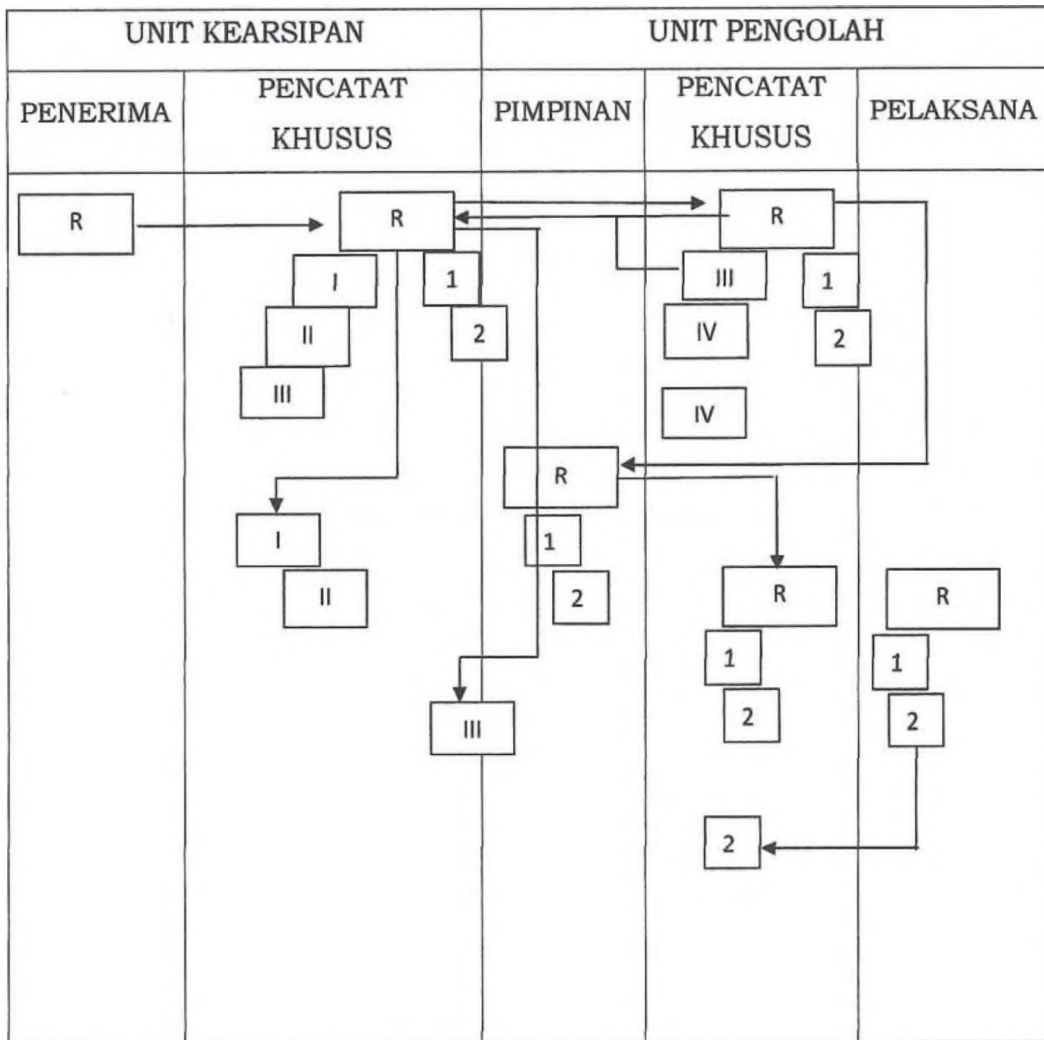 UNIT KEARSIPAN
UNIT PENGOLAH
PENERIMA
PENCATAT
KHUSUS
PIMPINAN
PENCATAT
KHUSUS
PELAKSANA
R
R
R
I
1
III
1
II
2
IV
2
III
IV
R
I
1
II
2
R
R
1
1
III
2
2
2